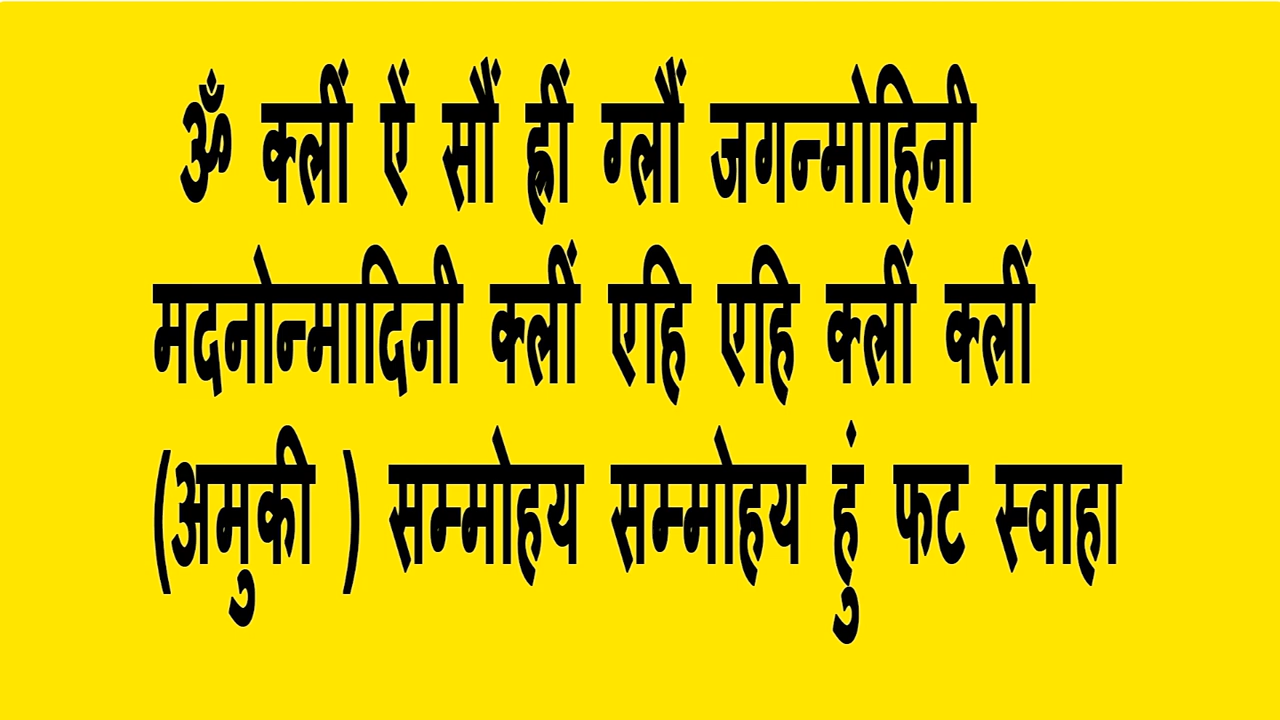 ॐ क्लीं ऐं सौं ह्रीं ग्लौं जगन्मोहिनी
मदनोन्मादिनी क्लीं एहि एहि क्लीं क्लीं
(अमुकी ) सम्मोहय सम्मोहय हुं फट स्वाहा